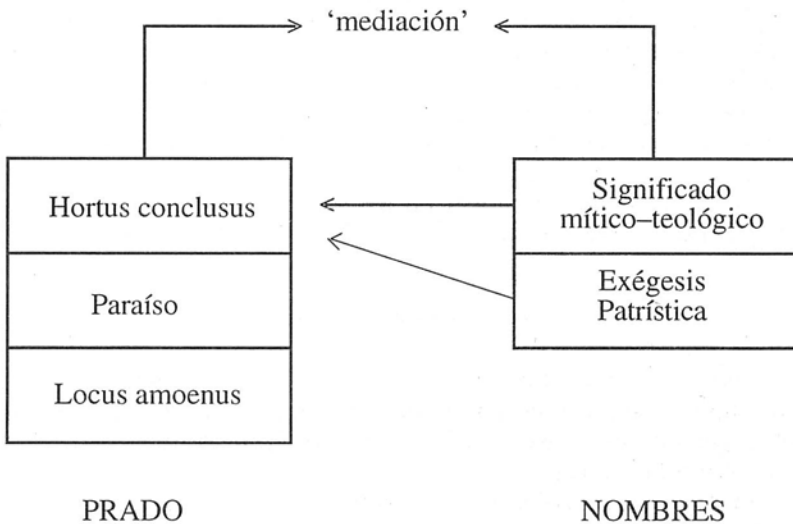 ‘mediación’
Hortus conclusus
Paraíso
Locus amoenus
PRADO
Significado
mítico–teológico
Exégesis
Patrística
NOMBRES